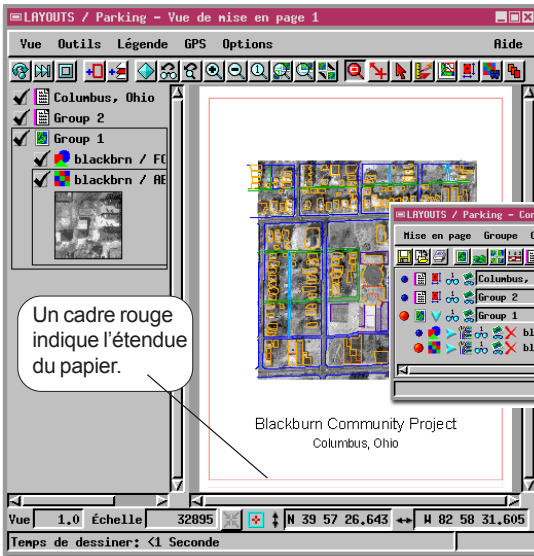 LAYOUTS / Parking - Vue de mise en page 1
Vue Outils Légende GPS Options Aide
Columbus, Ohio
Group 2
Group 1
blackbrn / FC
blackbrn / AE
LAYOUTS / Parking - Con
Mise en page Groupe
Columbus,
Group 2
Group 1
bl
bl
Un cadre rouge
indique l'étendue
du papier.
Blackburn Community Project
Columbus, Ohio
Vue 1.0 Échelle 32895 N 39 57 26.643 W 82 58 31.605
Temps de dessiner: <1 Seconde